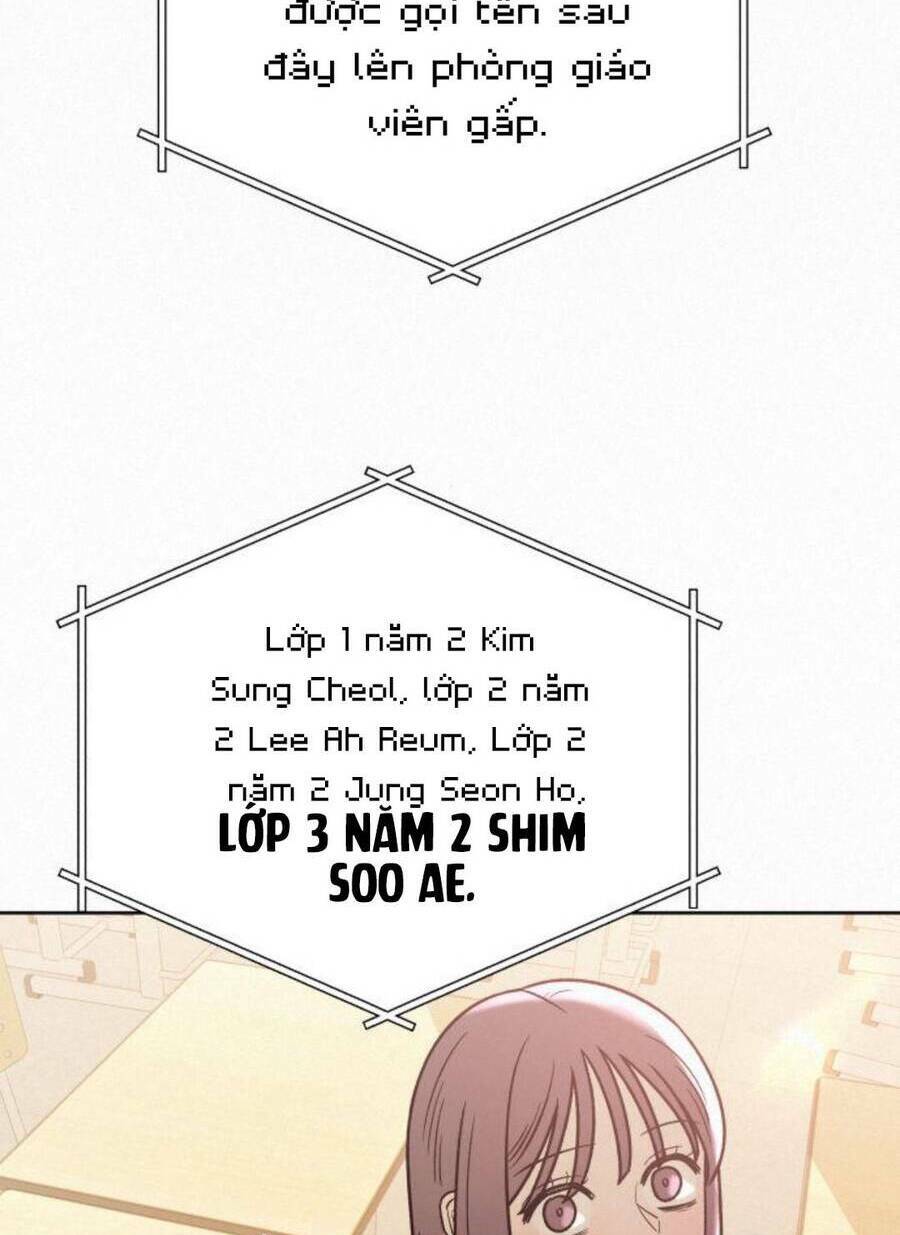 được gọi tên sau
đây lên phòng giáo
viên gấp.
Lớp 1 năm 2 Kim
Sung Cheol, lớp 2 năm
2 Lee Ah Reum, Lớp 2
năm 2 Jung Seon Ho,
LỚP 3 NĂM 2 SHIM
SOO AE.